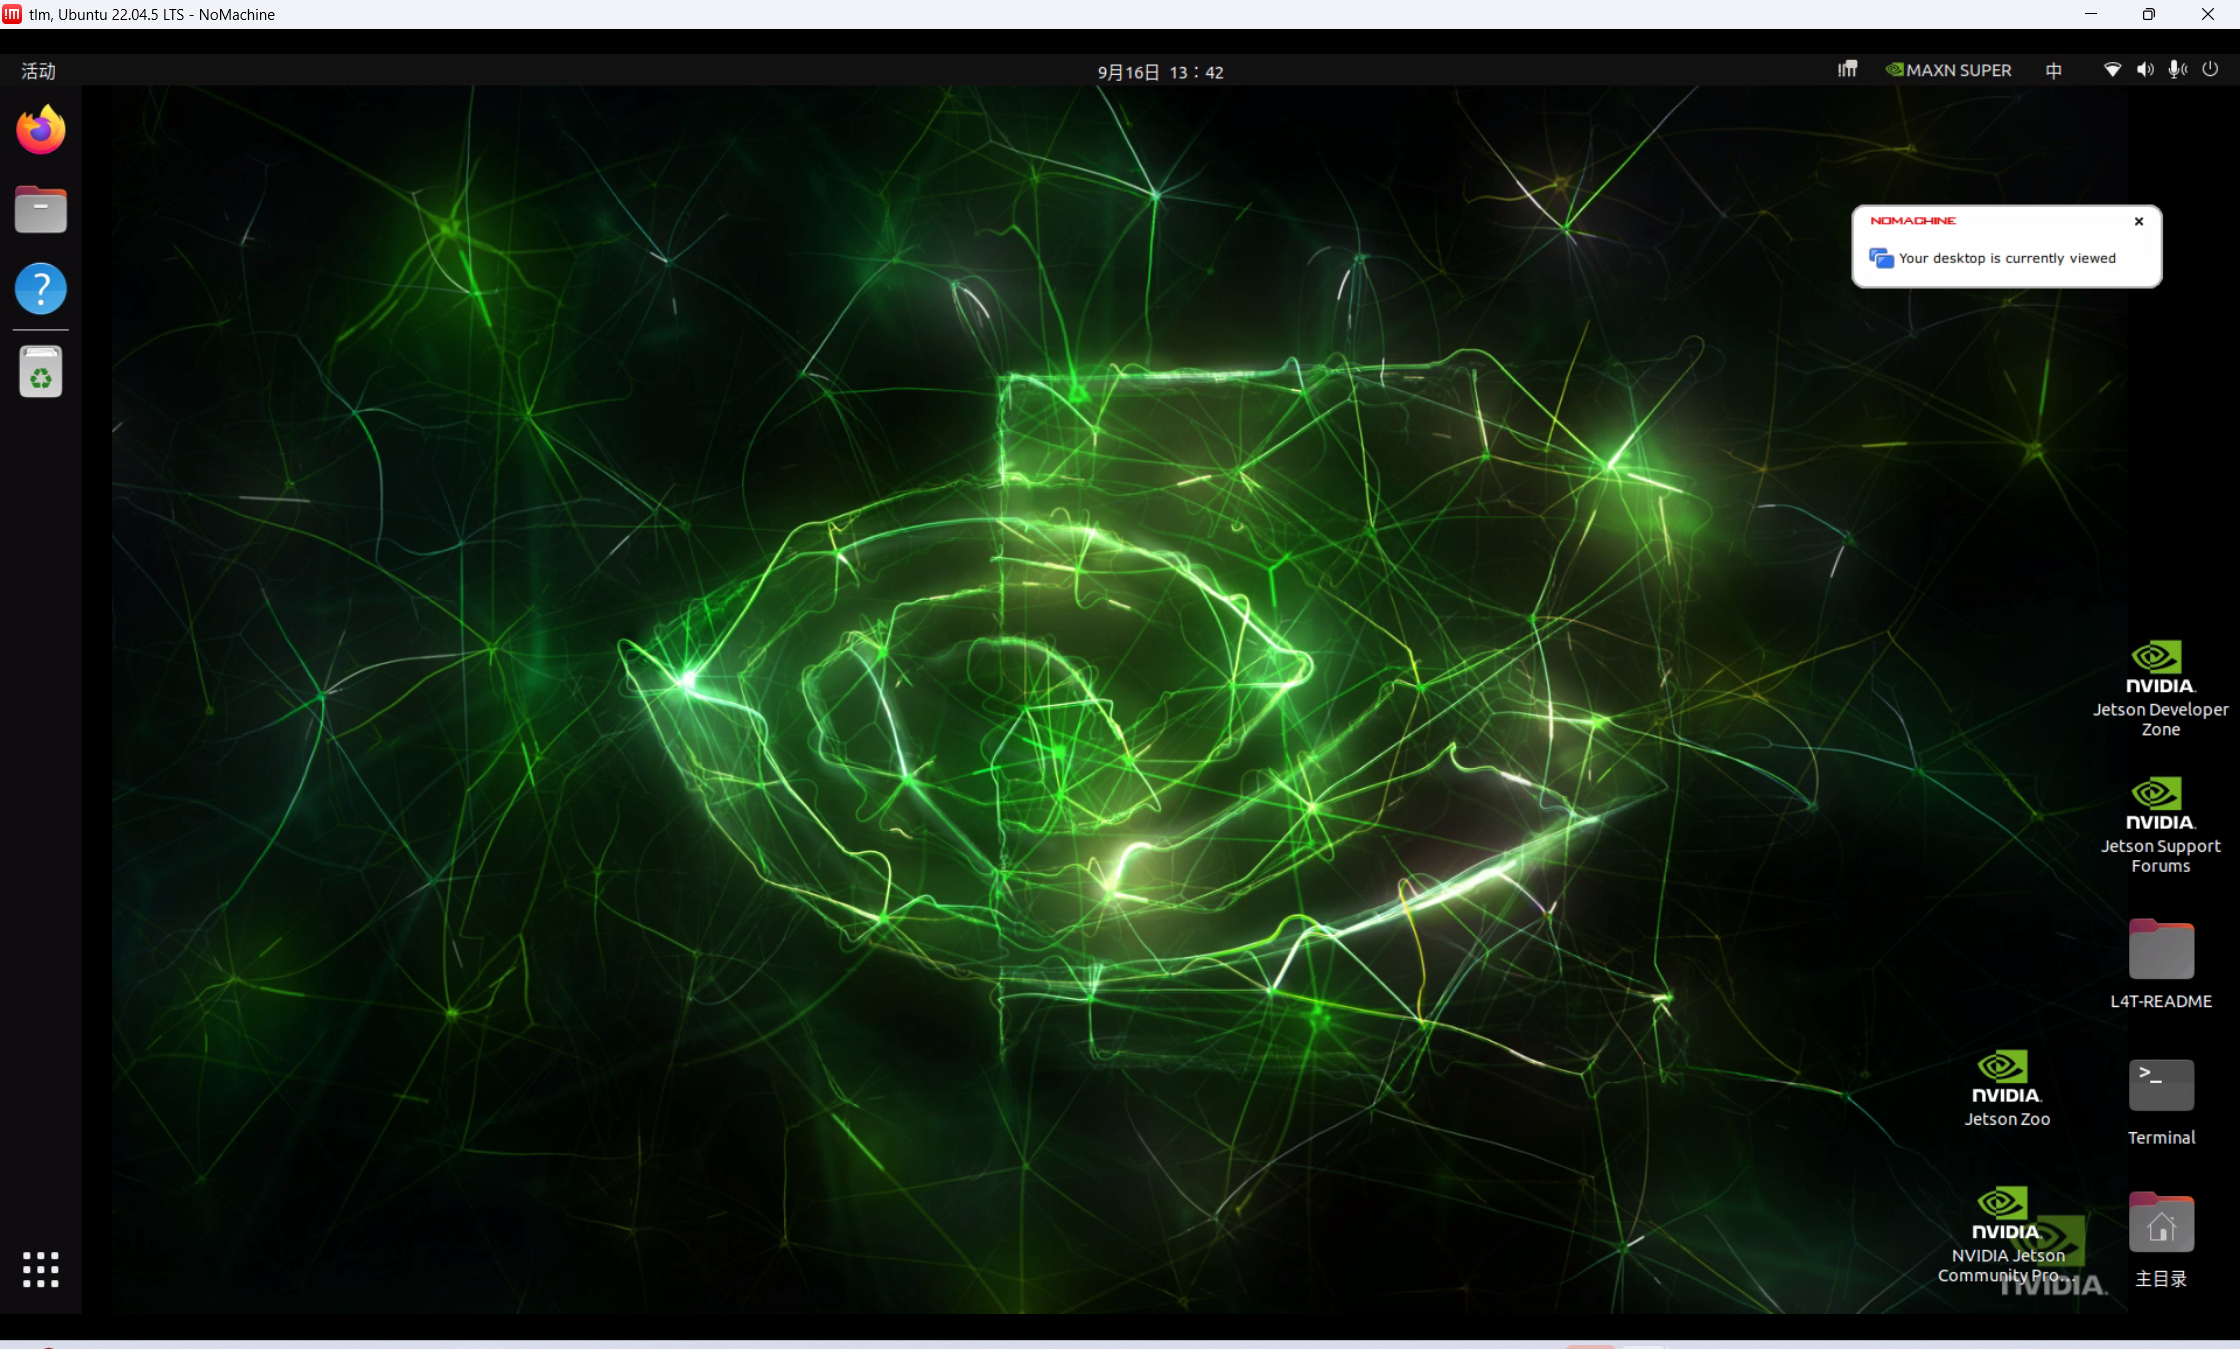 tlm, Ubuntu 22.04.5 LTS - NoMachine
活动
9月16日 13：42
MAXN SUPER
中
NOMACHINE
Your desktop is currently viewed
NVIDIA.
Jetson Developer
Zone
NVIDIA.
Jetson Support
Forums
L4T-README
NVIDIA.
Jetson Zoo
>_
Terminal
NVIDIA.
NVIDIA Jetson
Community Pro...
NVIDIA.
主目录